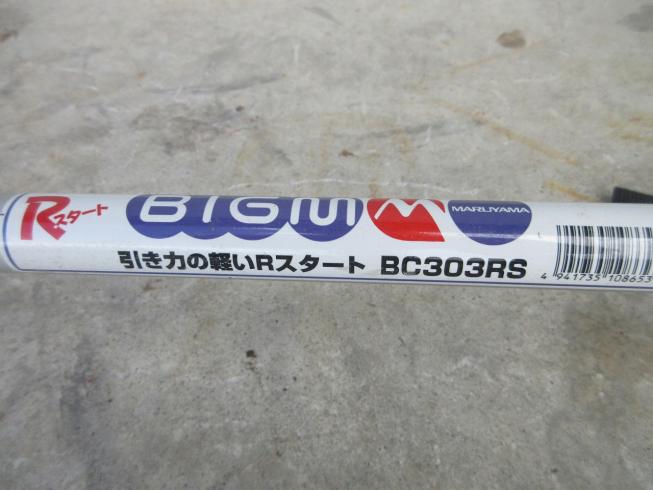 Rスタート BIGM M MARUYAMA
引き力の軽いRスタート BC303RS
4 941735 108653